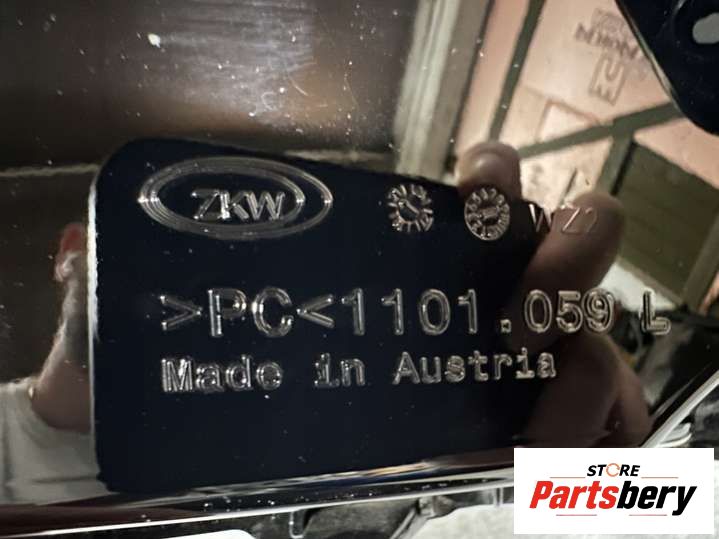 ZKW
WZ2
>PC<1101.059 L
Made in Austria
STORE
Partsbery